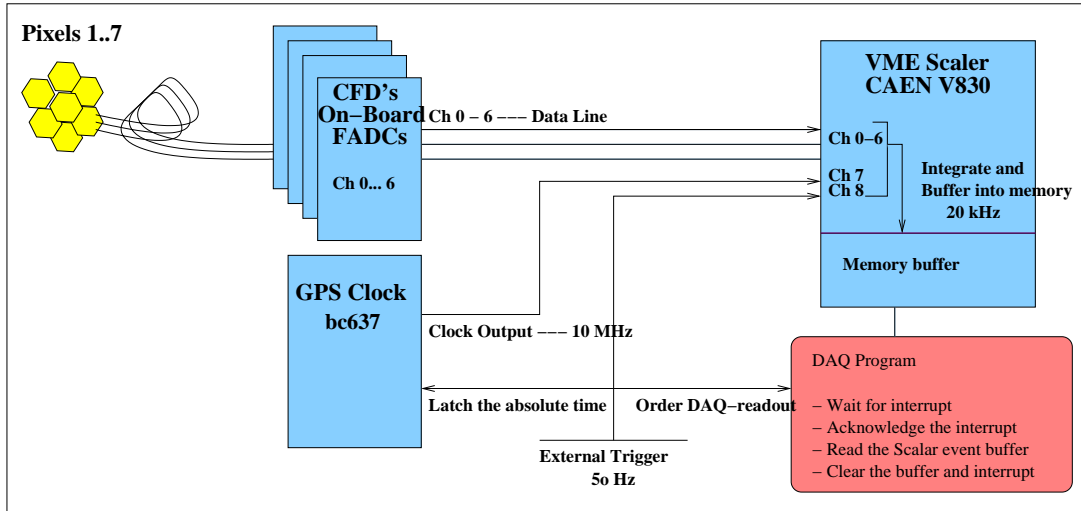 Pixels 1..7
CFD's
On−Board
FADCs
Ch 0... 6
Ch 0 − 6 −−− Data Line
VME Scaler
CAEN V830
Ch 0−6
Ch 7
Ch 8
Integrate and
Buffer into memory
20 kHz
Memory buffer
GPS Clock
bc637
Clock Output −−− 10 MHz
Latch the absolute time
Order DAQ−readout
External Trigger
5o Hz
DAQ Program
− Wait for interrupt
− Acknowledge the interrupt
− Read the Scalar event buffer
− Clear the buffer and interrupt